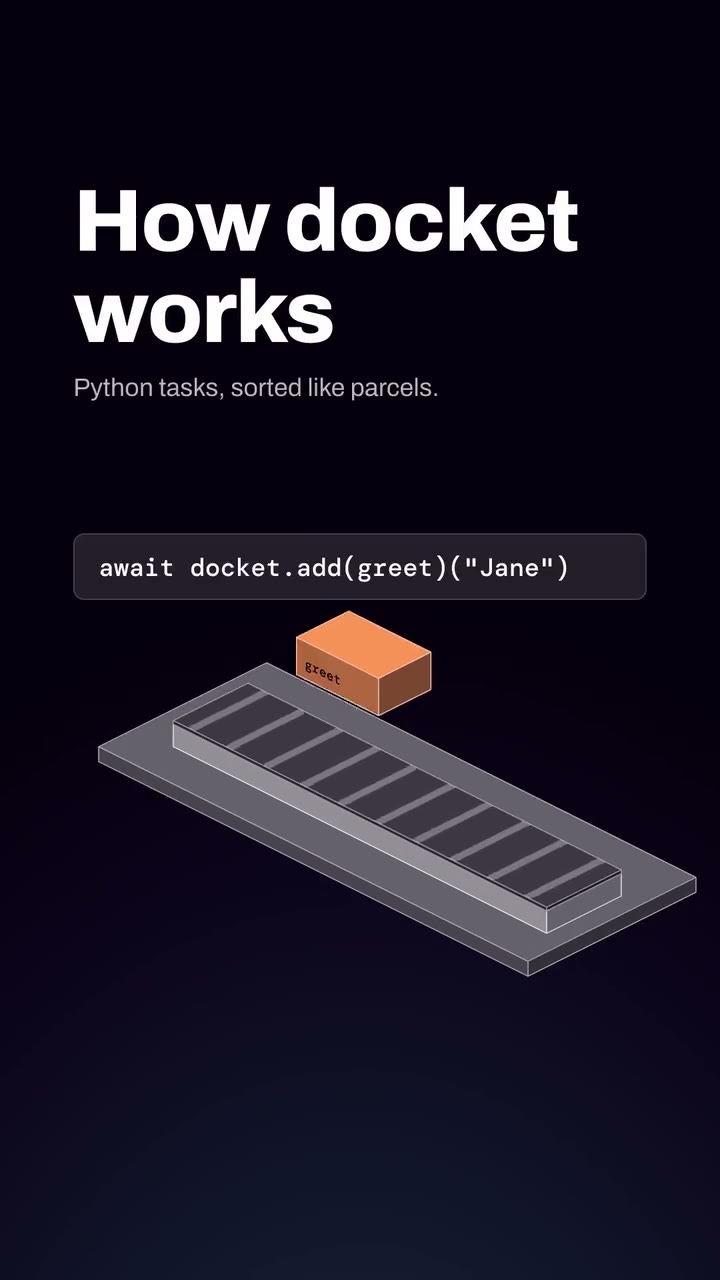 How docket
works
Python tasks, sorted like parcels.
await docket.add(greet)("Jane")
greet